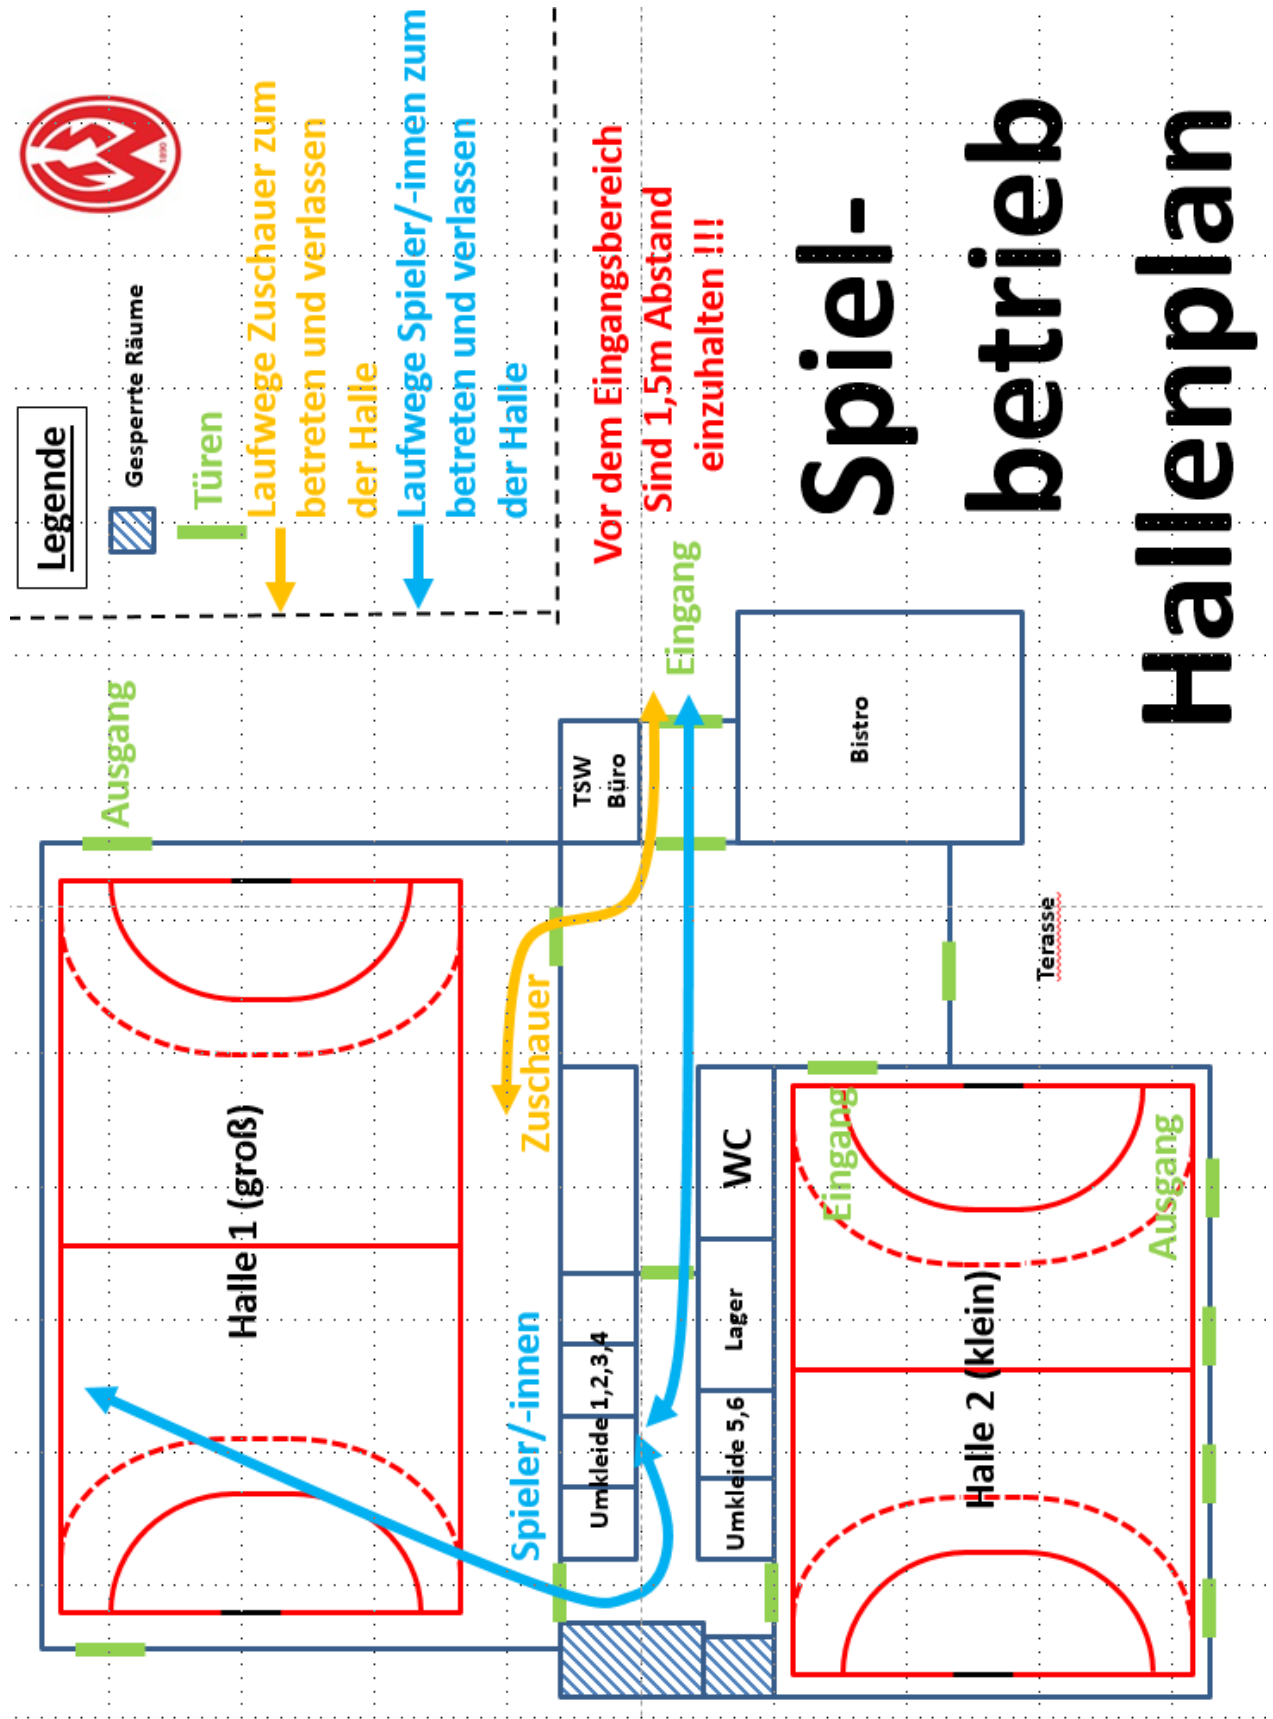 Legende
Gesperrte Räume
Türen
Laufwege Zuschauer zum
betreten und verlassen
der Halle
Laufwege Spieler/-innen zum
betreten und verlassen
der Halle
1890
Vor dem Eingangsbereich
Sind 1,5m Abstand
einzuhalten !!!
Spiel-
betrieb
Hallenplan
Ausgang
Halle 1 (groß)
Zuschauer
Spieler/-innen
TSW
Büro
Eingang
Umkleide 1,2,3,4
Umkleide 5,6
Lager
WC
Bistro
Terasse
Eingang
Halle 2 (klein)
Ausgang